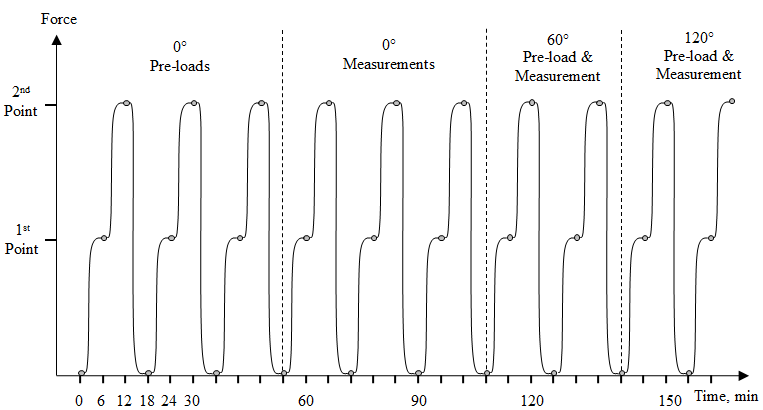 Force
0°
Pre-loads
0°
Measurements
60°
Pre-load &
Measurement
120°
Pre-load &
Measurement
2nd
Point
1st
Point
0 6 12 18 24 30 60 90 120 150 Time, min